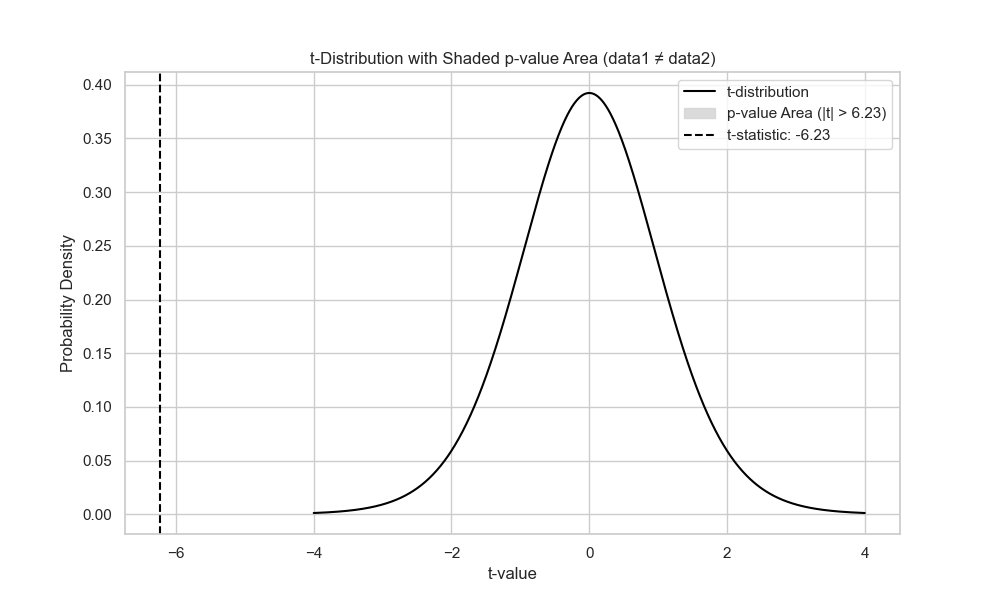 t-Distribution with Shaded p-value Area (data1 ≠ data2)
t-distribution
p-value Area (|t| > 6.23)
t-statistic: -6.23
Probability Density
0.40
0.35
0.30
0.25
0.20
0.15
0.10
0.05
0.00
−6
−4
−2
0
2
4
t-value